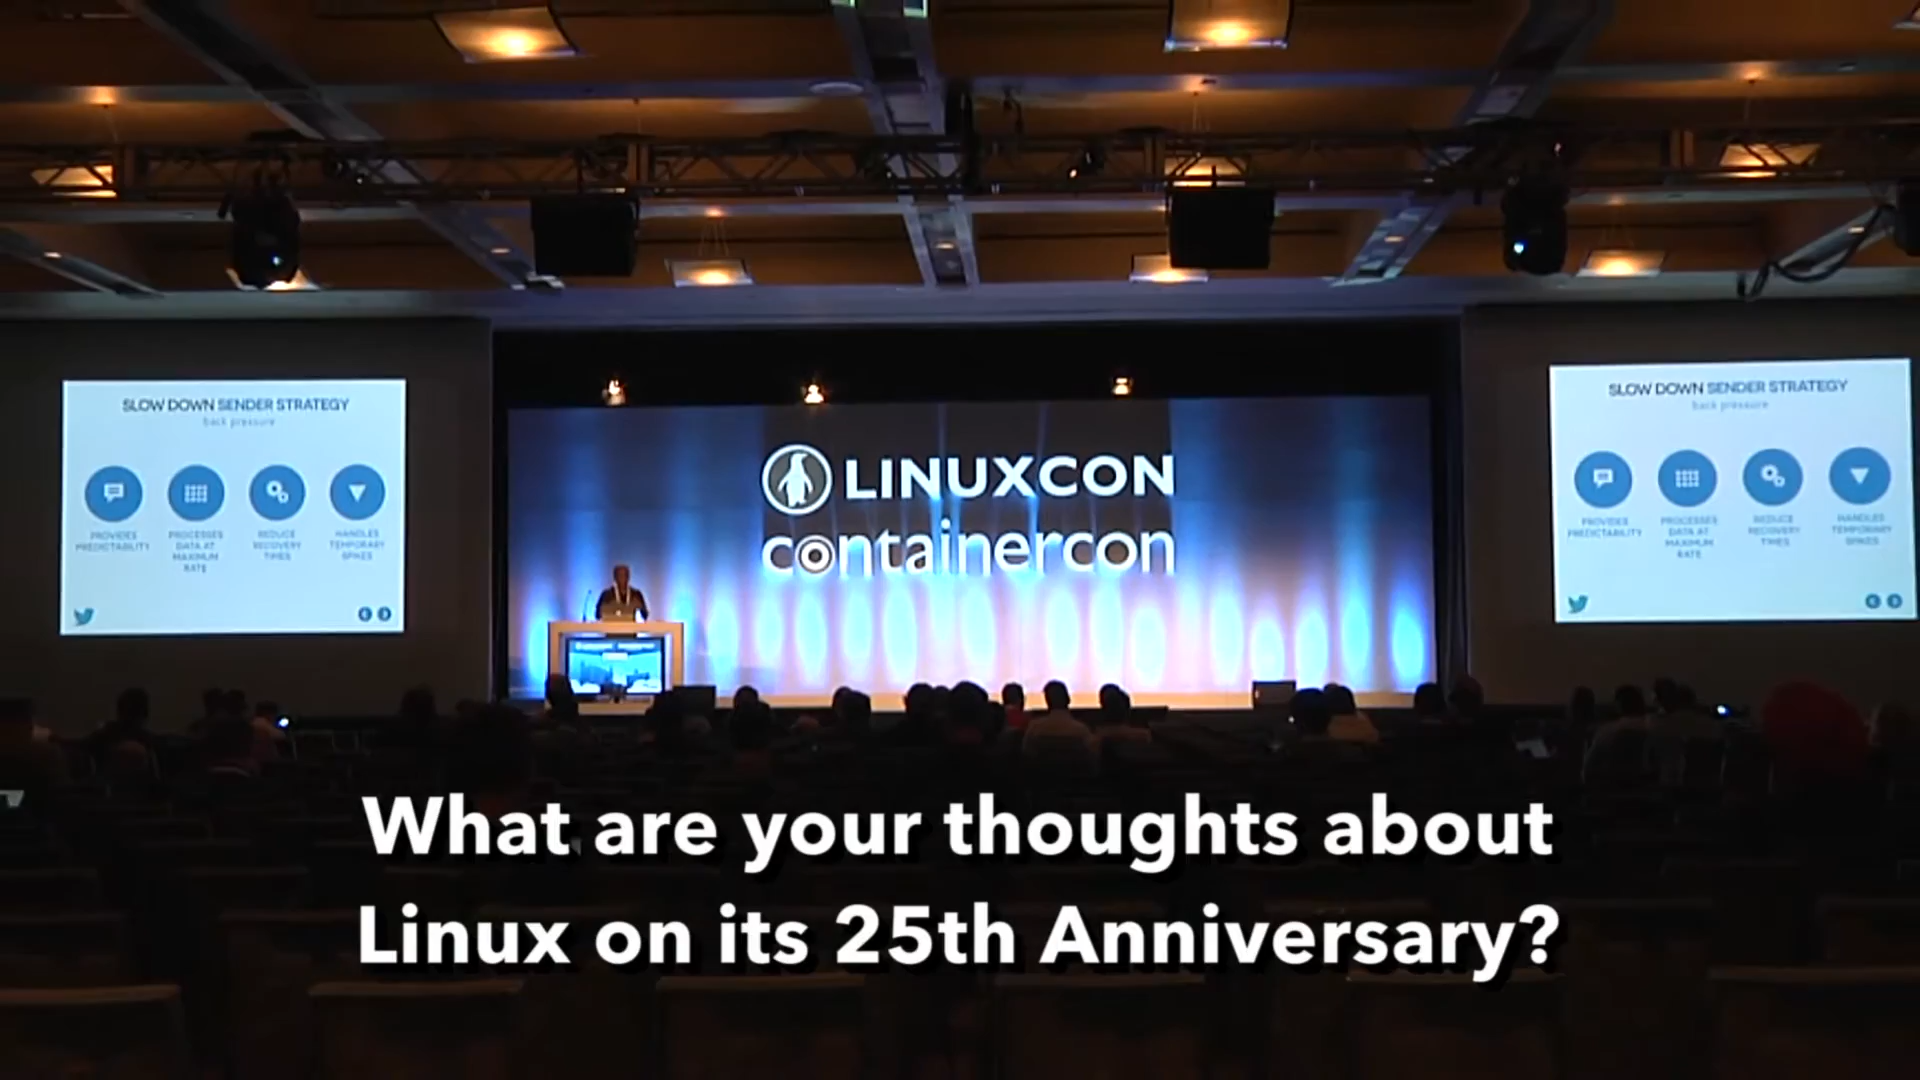 SLOW DOWN SENDER STRATEGY
back pressure
PROVIDES
PREDICTABILITY
PROCESSES
DATA AT
MAXIMUM
RATE
REDUCE
RECOVERY
TIMES
HANDLES
TEMPORARY
SPIKES
LINUXCON
containercon
SLOW DOWN SENDER STRATEGY
back pressure
PROVIDES
PREDICTABILITY
PROCESSES
DATA AT
MAXIMUM
RATE
REDUCE
RECOVERY
TIMES
HANDLES
TEMPORARY
SPIKES
What are your thoughts about
Linux on its 25th Anniversary?